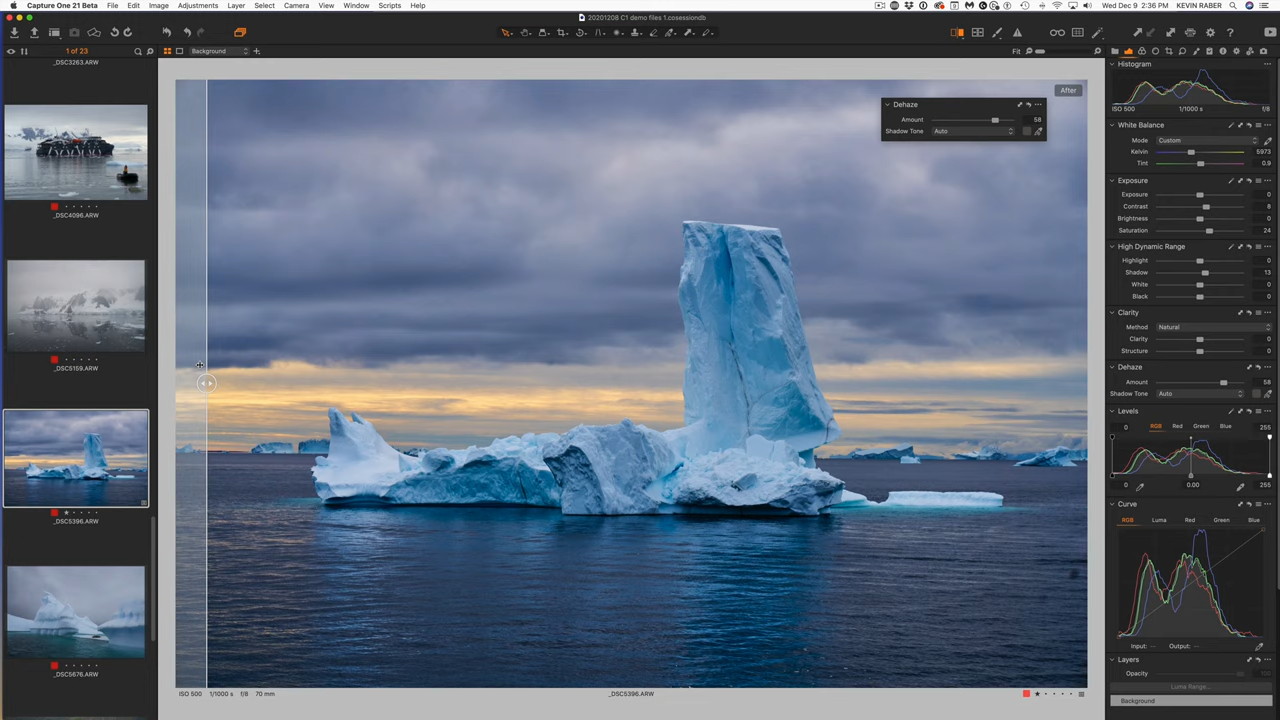 Capture One 21 Beta File Edit View Image Adjustments Layer Select Camera Mask Styles Window Scripts Help
Wed Dec 9 2:36 PM KEVIN RABER
20201208 C1 demo files 1.cosessiondb
1 of 23
Background
Fit
_DSC3263.ARW
_DSC4096.ARW
_DSC5159.ARW
_DSC5396.ARW
_DSC5676.ARW
After
Dehaze
Amount 58
Shadow Tone Auto
ISO 500 1/1000 s f/8 70 mm
_DSC5396.ARW
Histogram
ISO 500 1/1000 s f/8
White Balance
Mode Custom
Kelvin 5973
Tint 0.9
Exposure
Exposure 0
Contrast 8
Brightness 0
Saturation 24
High Dynamic Range
Highlight 0
Shadow 13
White 0
Black 0
Clarity
Method Natural
Clarity 0
Structure 0
Dehaze
Amount 58
Shadow Tone Auto
Levels
0 RGB Red Green Blue 255
0 0.00 255
Curve
RGB Luma Red Green Blue
Input: -- Output: --
Layers
Opacity 100
Luma Range...
Background